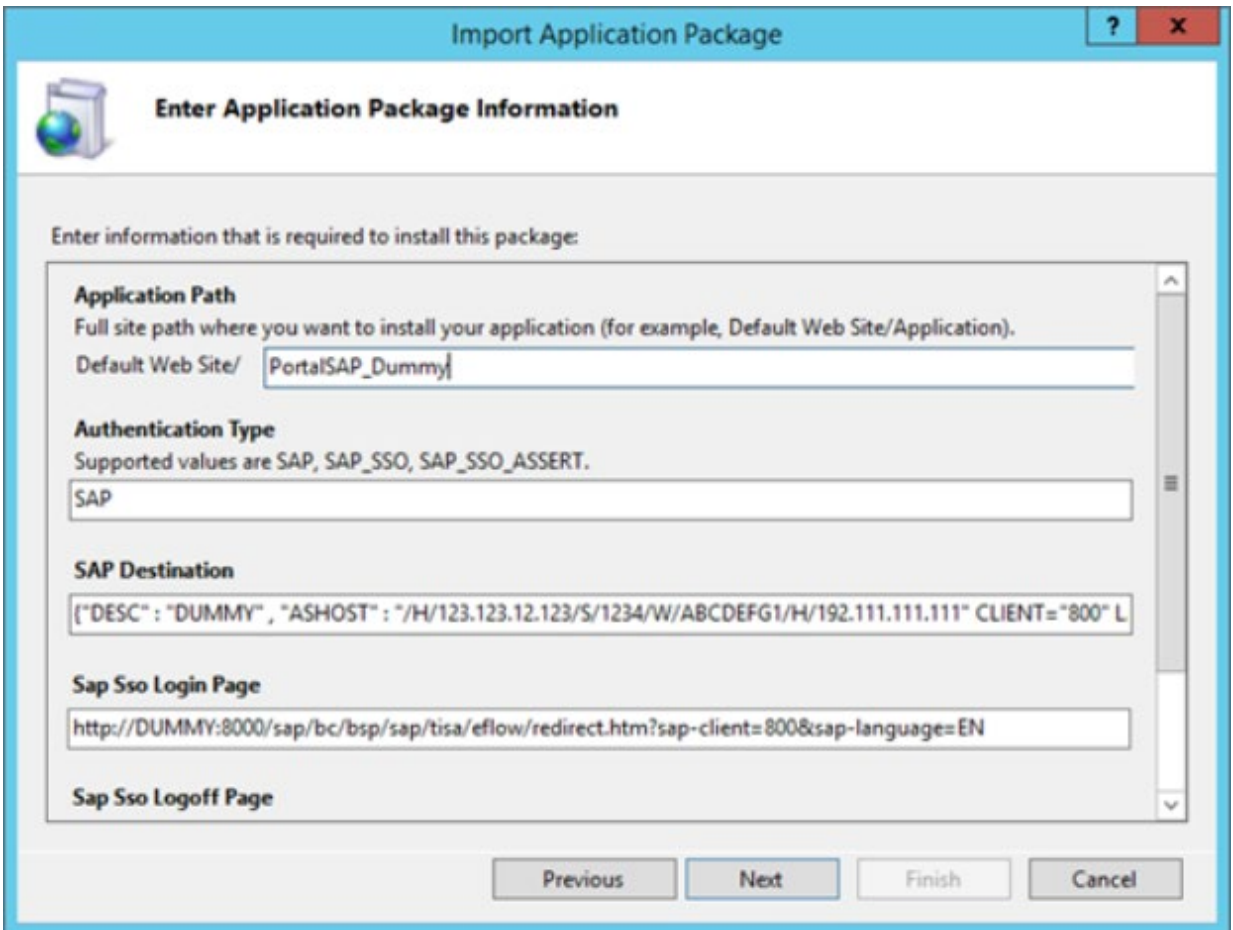 Import Application Package
?
x
Enter Application Package Information
Enter information that is required to install this package:
Application Path
Full site path where you want to install your application (for example, Default Web Site/Application).
Default Web Site/ PortalSAP_Dummy
Authentication Type
Supported values are SAP, SAP_SSO, SAP_SSO_ASSERT.
SAP
SAP Destination
{"DESC" : "DUMMY" , "ASHOST" : "/H/123.123.12.123/S/1234/W/ABCDEFG1/H/192.111.111.111" CLIENT="800" L
Sap Sso Login Page
http://DUMMY:8000/sap/bc/bsp/sap/tisa/eflow/redirect.htm?sap-client=800&sap-language=EN
Sap Sso Logoff Page
Previous
Next
Finish
Cancel